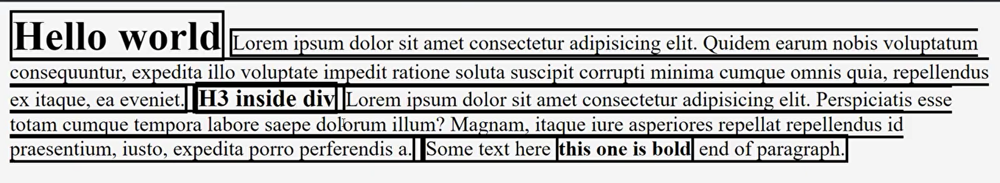 Hello world Lorem ipsum dolor sit amet consectetur adipisicing elit. Quidem earum nobis voluptatum
consequuntur, expedita illo voluptate impedit ratione soluta suscipit corrupti minima cumque omnis quia, repellendus
ex itaque, ea eveniet. H3 inside div Lorem ipsum dolor sit amet consectetur adipisicing elit. Perspiciatis esse
totam cumque tempora labore saepe dolorum illum? Magnam, itaque iure asperiores repellat repellendus id
praesentium, iusto, expedita porro perferendis a. Some text here this one is bold end of paragraph.